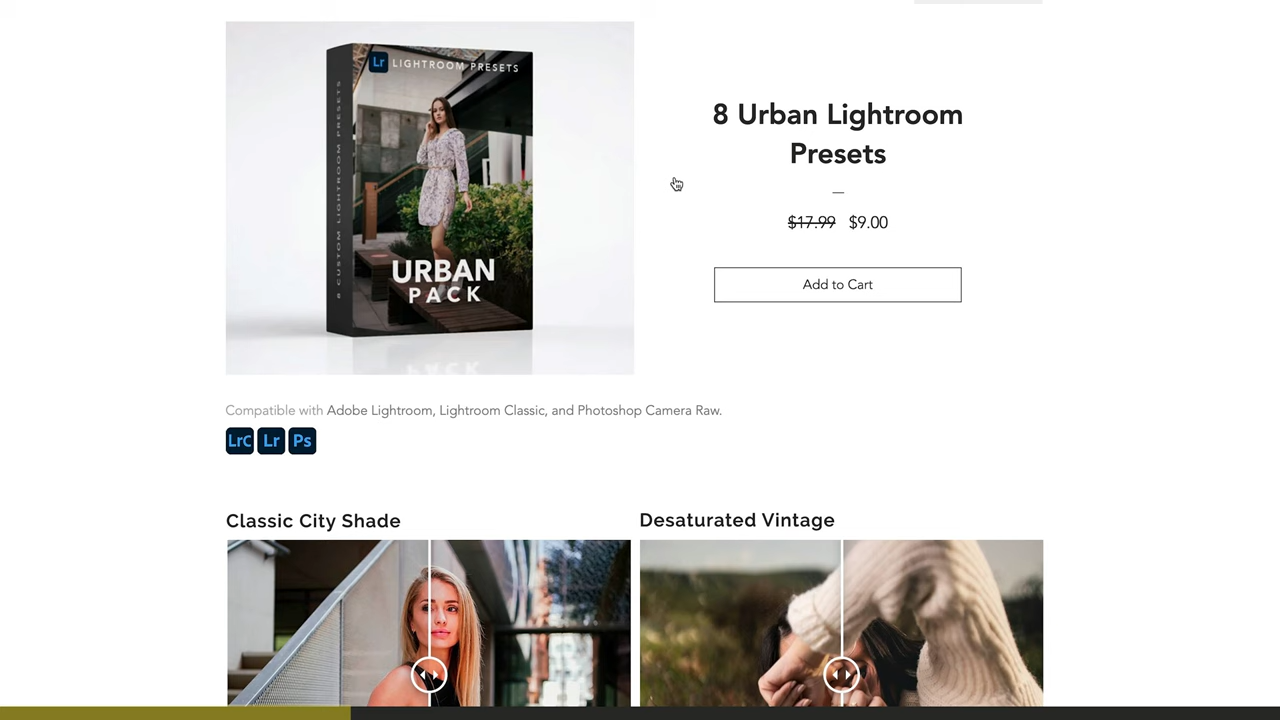 Lr LIGHTROOM PRESETS
8 CUSTOM LIGHTROOM PRESETS
URBAN
PACK
8 Urban Lightroom
Presets
$17.99 $9.00
Add to Cart
Compatible with Adobe Lightroom, Lightroom Classic, and Photoshop Camera Raw.
LrC Lr Ps
Classic City Shade
Desaturated Vintage